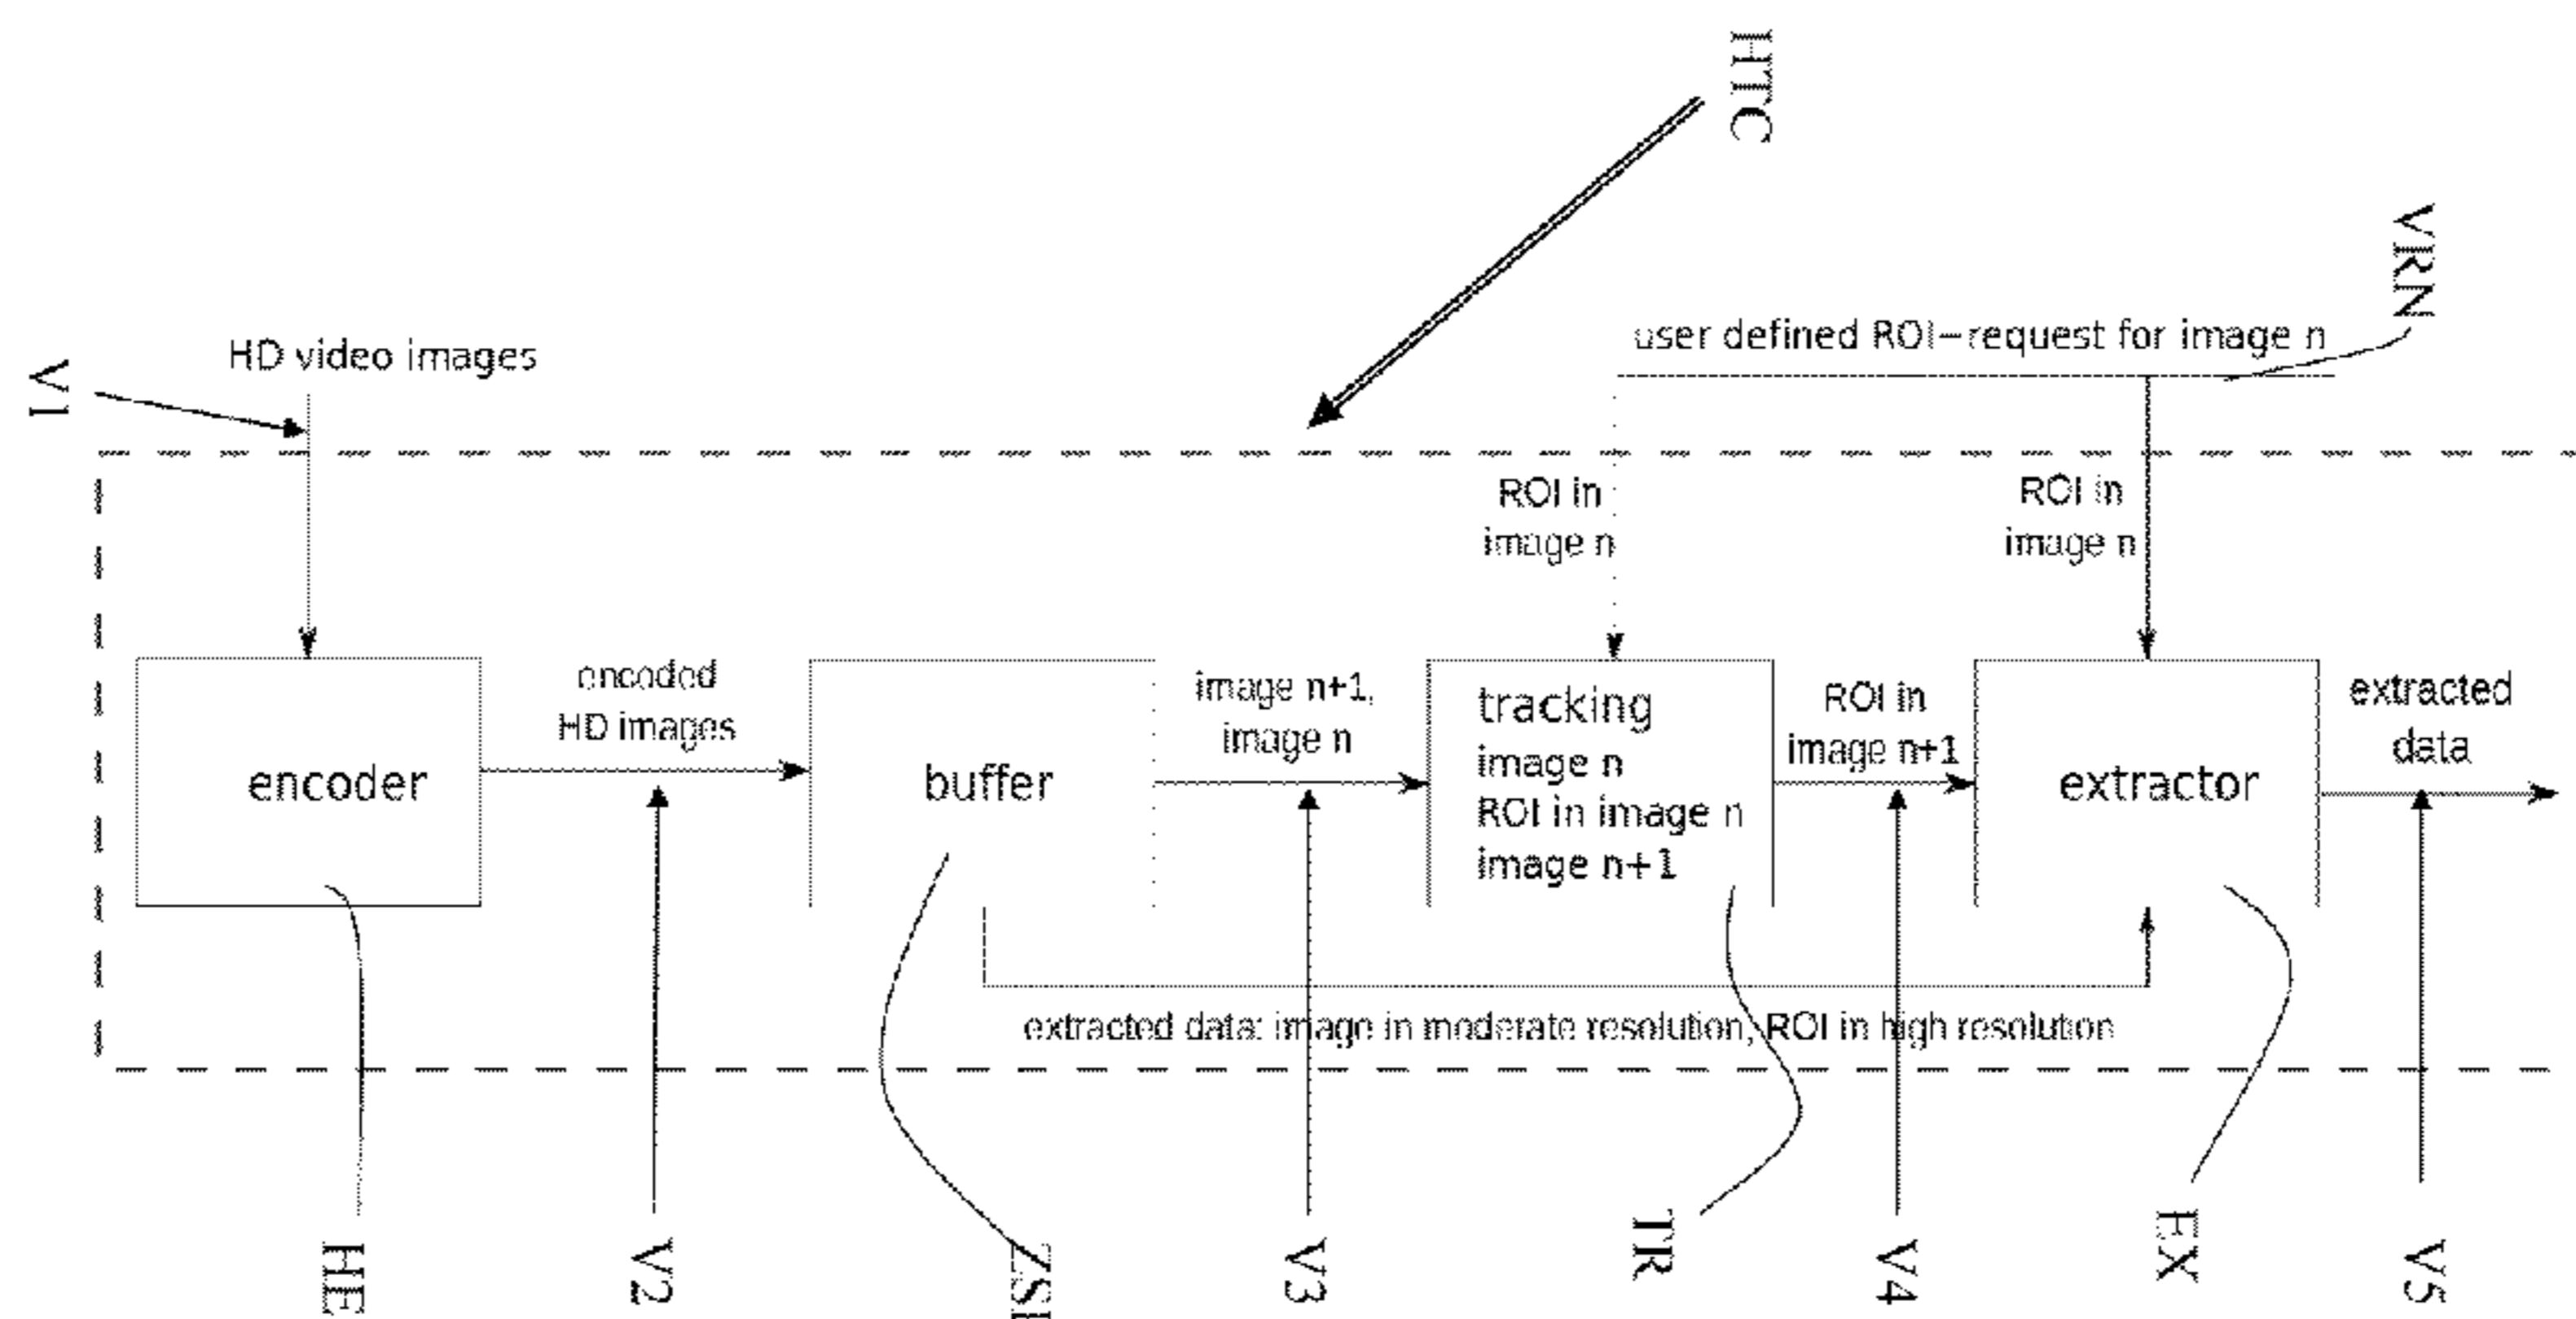 HTC
VRN
user defined ROI-request for image n
HD video images
V1
ROI in
image n
ROI in
image n
encoded
HD images
image n+1,
image n
ROI in
image n+1
extracted
data
encoder
buffer
tracking
image n
ROI in image n
image n+1
extractor
extracted data: image in moderate resolution, ROI in high resolution
HE
V2
V3
TR
V4
EX
V5